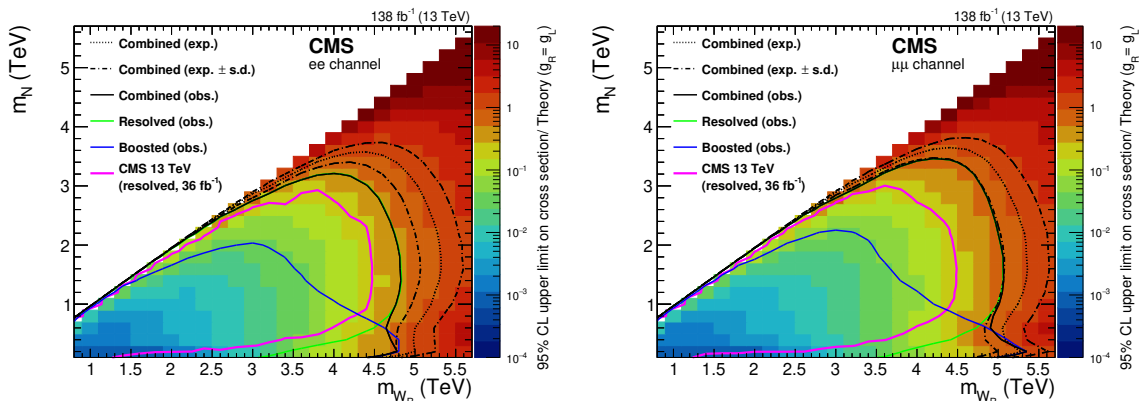 138 fb⁻¹ (13 TeV)
m_N (TeV)
CMS
ee channel
Combined (exp.)
Combined (exp. ± s.d.)
Combined (obs.)
Resolved (obs.)
Boosted (obs.)
CMS 13 TeV
(resolved, 36 fb⁻¹)
5
4
3
2
1
1 1.5 2 2.5 3 3.5 4 4.5 5 5.5
m_{W_R} (TeV)
10
1
10⁻¹
10⁻²
10⁻³
10⁻⁴
95% CL upper limit on cross section/ Theory (g_R= g_L)
138 fb⁻¹ (13 TeV)
m_N (TeV)
CMS
μμ channel
Combined (exp.)
Combined (exp. ± s.d.)
Combined (obs.)
Resolved (obs.)
Boosted (obs.)
CMS 13 TeV
(resolved, 36 fb⁻¹)
5
4
3
2
1
1 1.5 2 2.5 3 3.5 4 4.5 5 5.5
m_{W_R} (TeV)
10
1
10⁻¹
10⁻²
10⁻³
10⁻⁴
95% CL upper limit on cross section/ Theory (g_R= g_L)